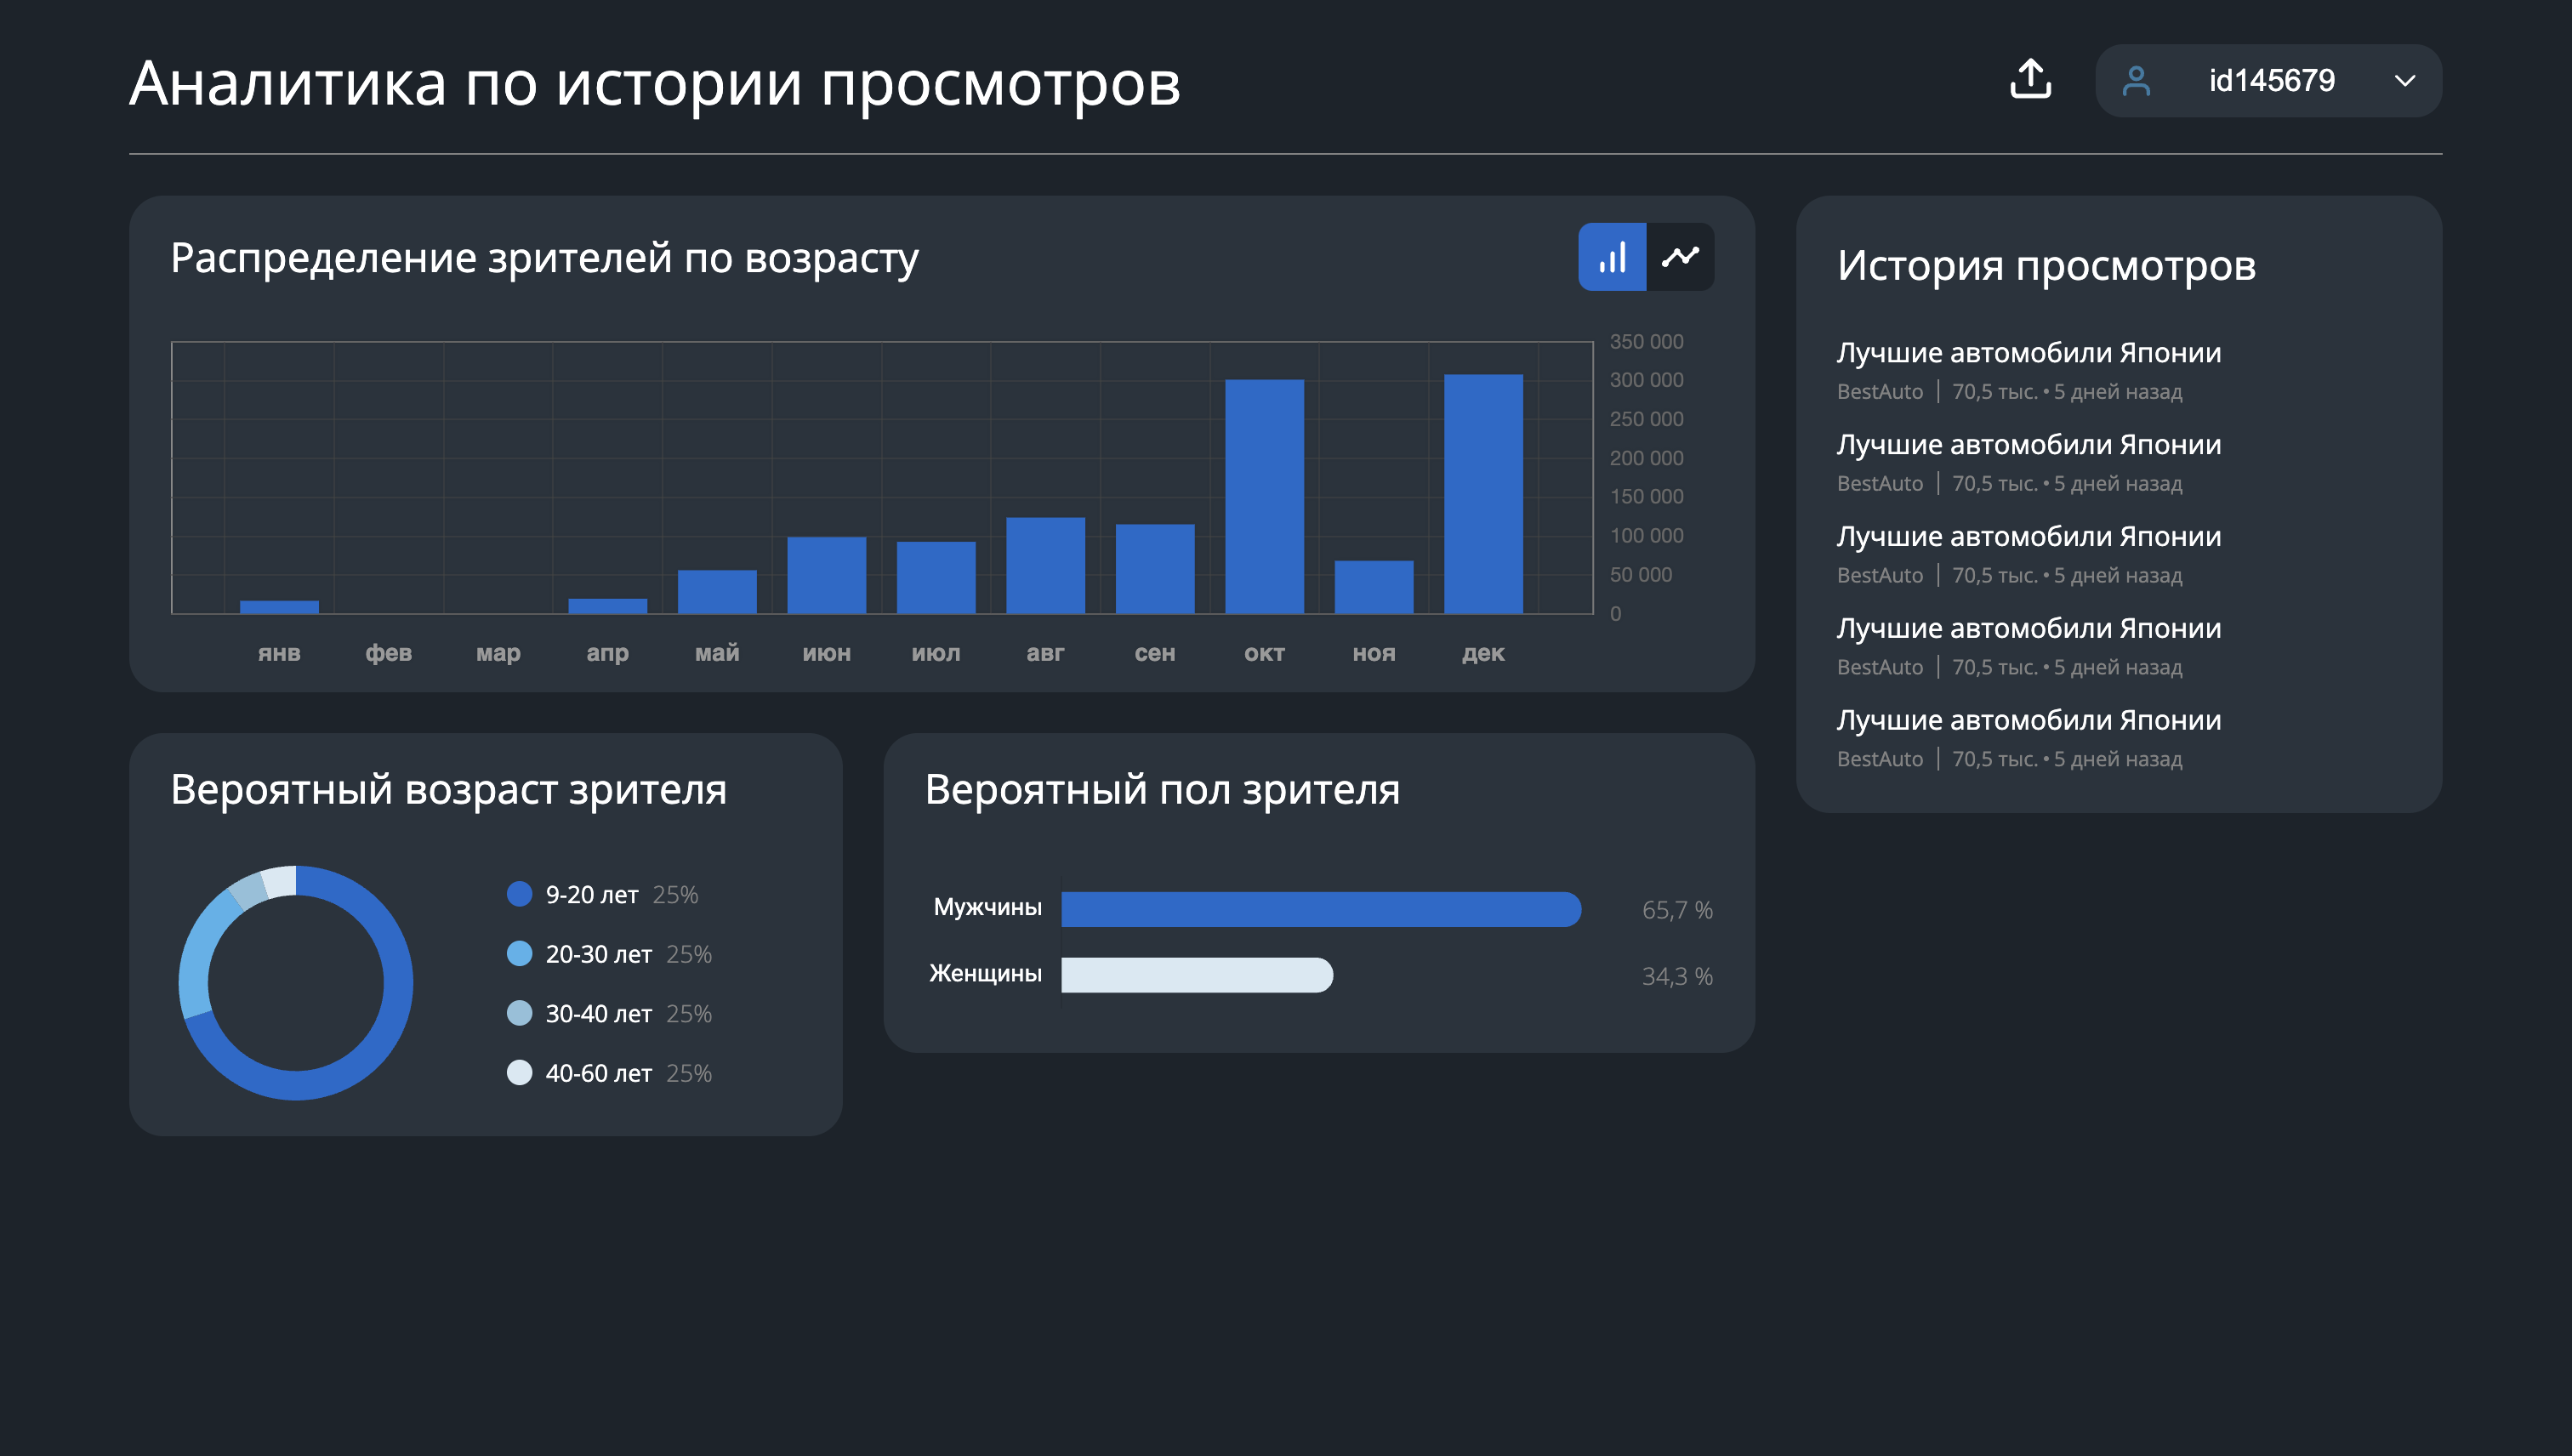 Аналитика по истории просмотров
id145679
Распределение зрителей по возрасту
350 000
300 000
250 000
200 000
150 000
100 000
50 000
0
янв фев мар апр май июн июл авг сен окт ноя дек
История просмотров
Лучшие автомобили Японии
BestAuto | 70,5 тыс. • 5 дней назад
Лучшие автомобили Японии
BestAuto | 70,5 тыс. • 5 дней назад
Лучшие автомобили Японии
BestAuto | 70,5 тыс. • 5 дней назад
Лучшие автомобили Японии
BestAuto | 70,5 тыс. • 5 дней назад
Лучшие автомобили Японии
BestAuto | 70,5 тыс. • 5 дней назад
Вероятный возраст зрителя
9-20 лет 25%
20-30 лет 25%
30-40 лет 25%
40-60 лет 25%
Вероятный пол зрителя
Мужчины 65,7 %
Женщины 34,3 %